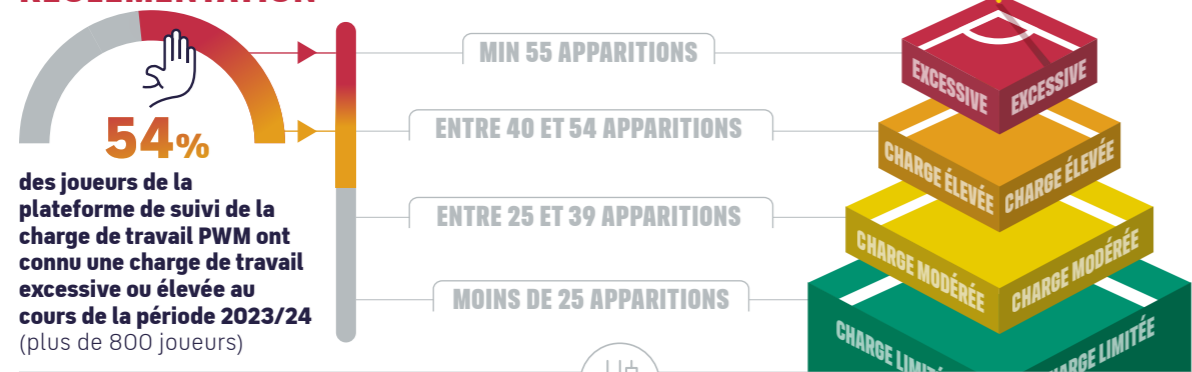 RÉGLEMENTATION
54%
des joueurs de la
plateforme de suivi de la
charge de travail PWM ont
connu une charge de travail
excessive ou élevée au
cours de la période 2023/24
(plus de 800 joueurs)
MIN 55 APPARITIONS
ENTRE 40 ET 54 APPARITIONS
ENTRE 25 ET 39 APPARITIONS
MOINS DE 25 APPARITIONS
EXCESSIVE EXCESSIVE
CHARGE ÉLEVÉE CHARGE ÉLEVÉE
CHARGE MODÉRÉE CHARGE MODÉRÉE
CHARGE LIMITÉE CHARGE LIMITÉE